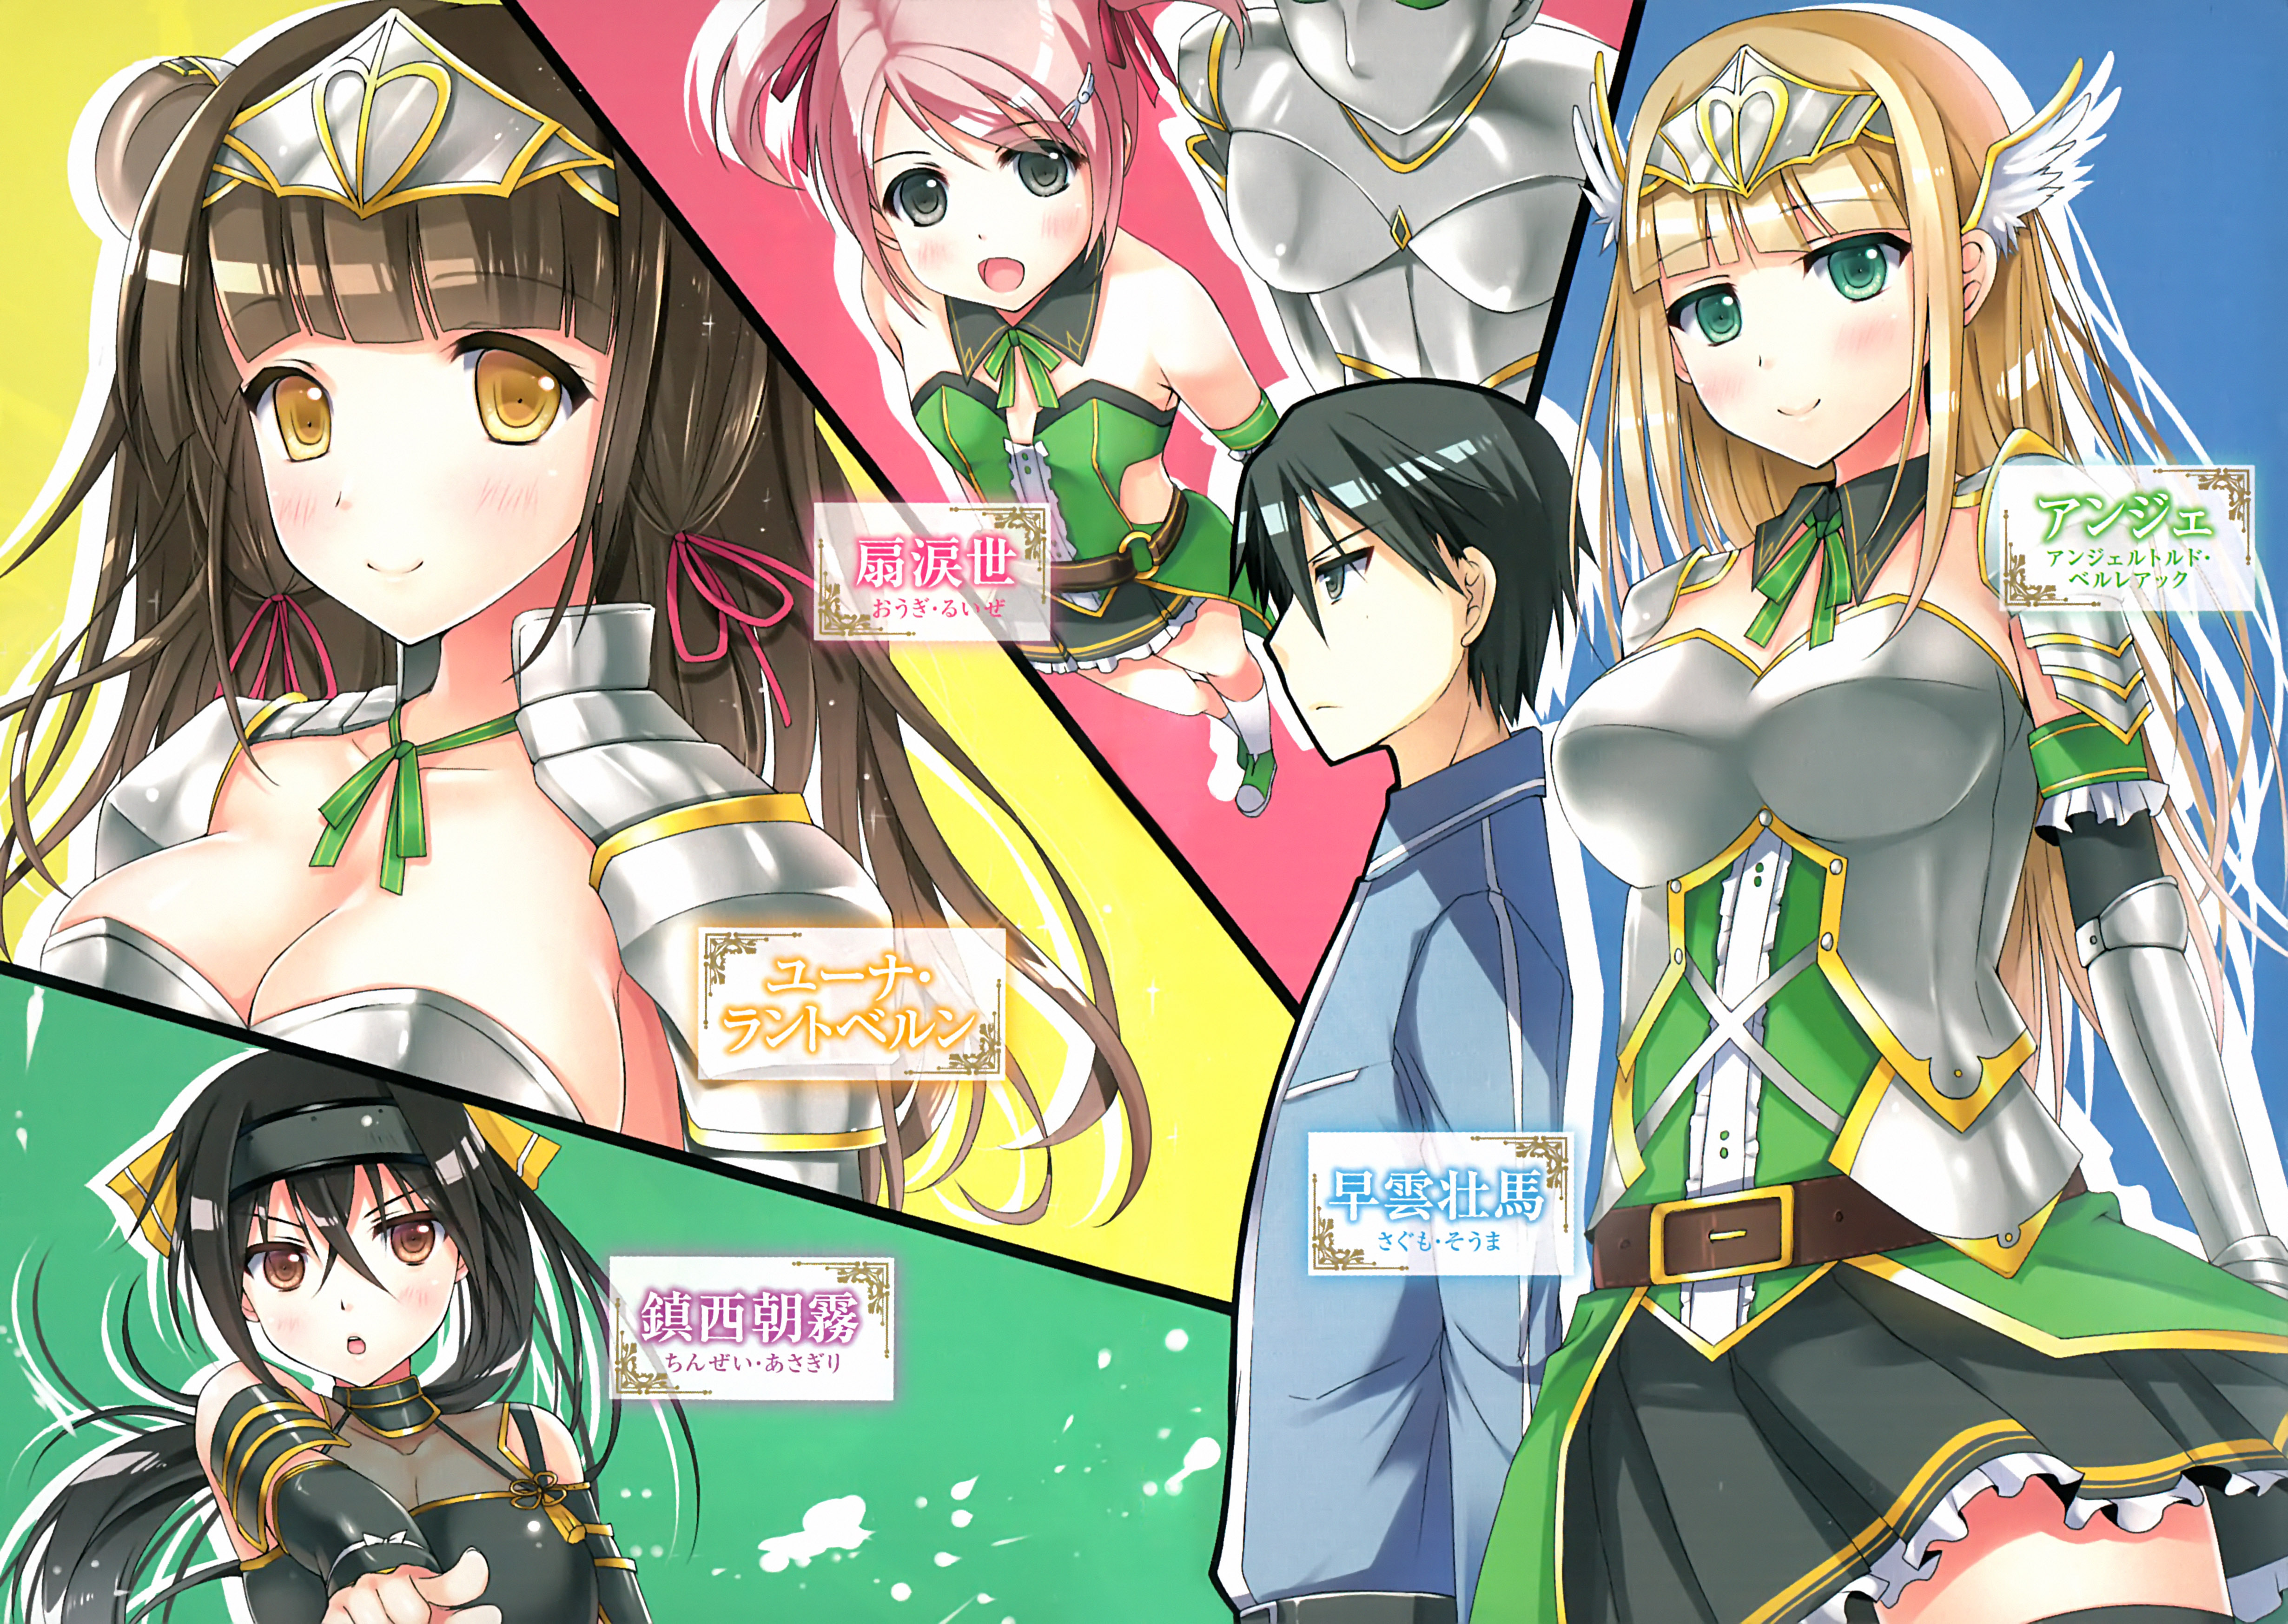 扇涙世
おうぎ・るいぜ
アンジェ
アンジェルトルド・
ベルレアック
ユーナ・
ラントベルン
早雲壮馬
さぐも・そうま
鎮西朝霧
ちんぜい・あさぎり